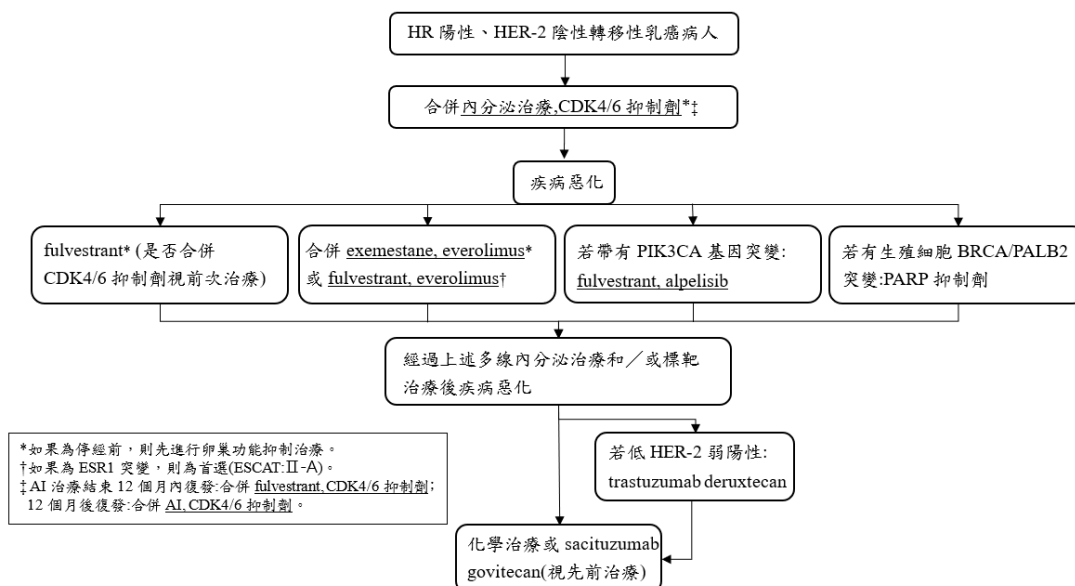 HR 陽性、HER-2 陰性轉移性乳癌病人
合併內分泌治療,CDK4/6 抑制劑*‡
疾病惡化
fulvestrant* (是否合併
CDK4/6 抑制劑視前次治療)
合併 exemestane, everolimus*
或 fulvestrant, everolimus†
若帶有 PIK3CA 基因突變:
fulvestrant, alpelisib
若有生殖細胞 BRCA/PALB2
突變:PARP 抑制劑
經過上述多線內分泌治療和/或標靶
治療後疾病惡化
*如果為停經前,則先進行卵巢功能抑制治療。
†如果為 ESR1 突變,則為首選(ESCAT:II-A)。
‡AI 治療結束 12 個月內復發:合併 fulvestrant,CDK4/6 抑制劑;
12 個月後復發:合併 AI, CDK4/6 抑制劑。
若低 HER-2 弱陽性:
trastuzumab deruxtecan
化學治療或 sacituzumab
govitecan(視先前治療)